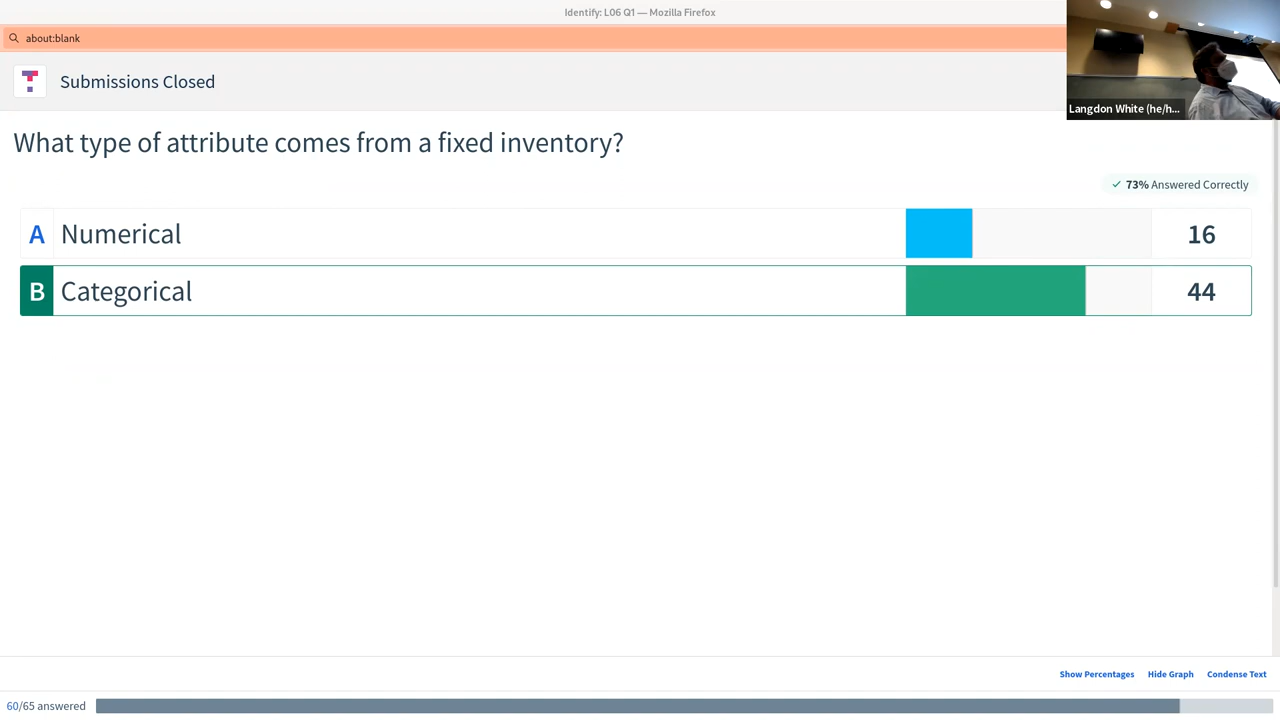 Identify: L06 Q1 — Mozilla Firefox
about:blank
Submissions Closed
Langdon White (he/h...
What type of attribute comes from a fixed inventory?
73% Answered Correctly
A Numerical 16
B Categorical 44
Show Percentages Hide Graph Condense Text
60/65 answered